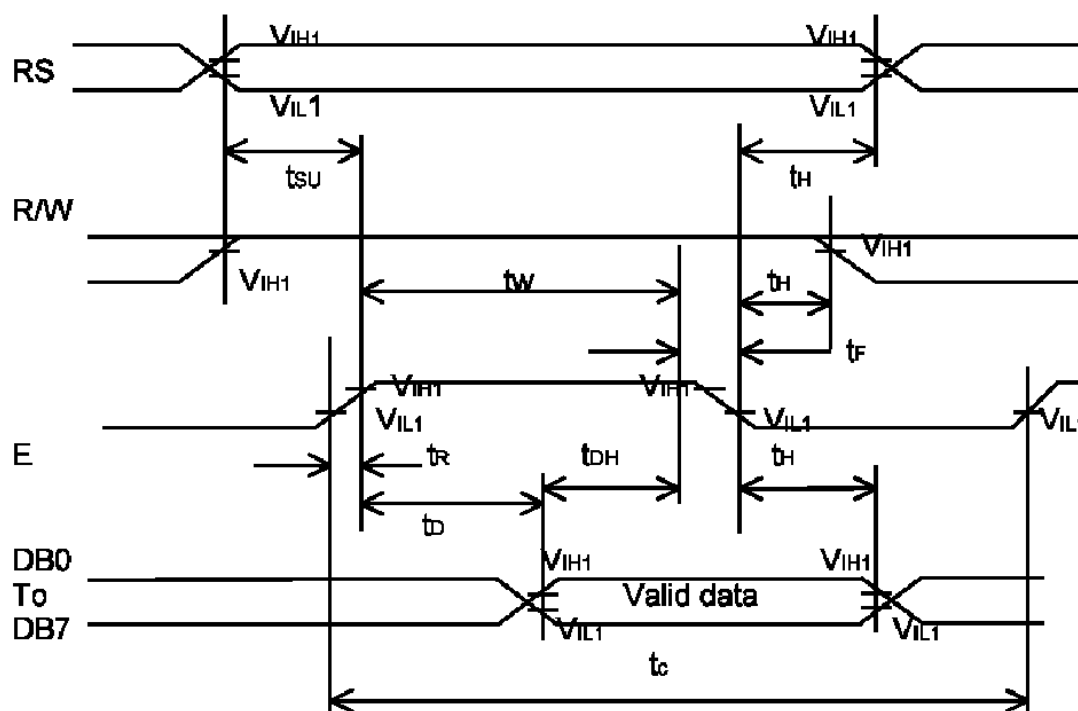 VIH1 VIH1
RS
VIL1 VIL1
tSU tH
R/W
VIH1
VIH1
tW tH
tF
VIH1 VIH1
VIL1 VIL1 VIL1
E
tR tDH tH
tD
DB0 VIH1 VIH1
To Valid data
DB7 VIL1 VIL1
tc